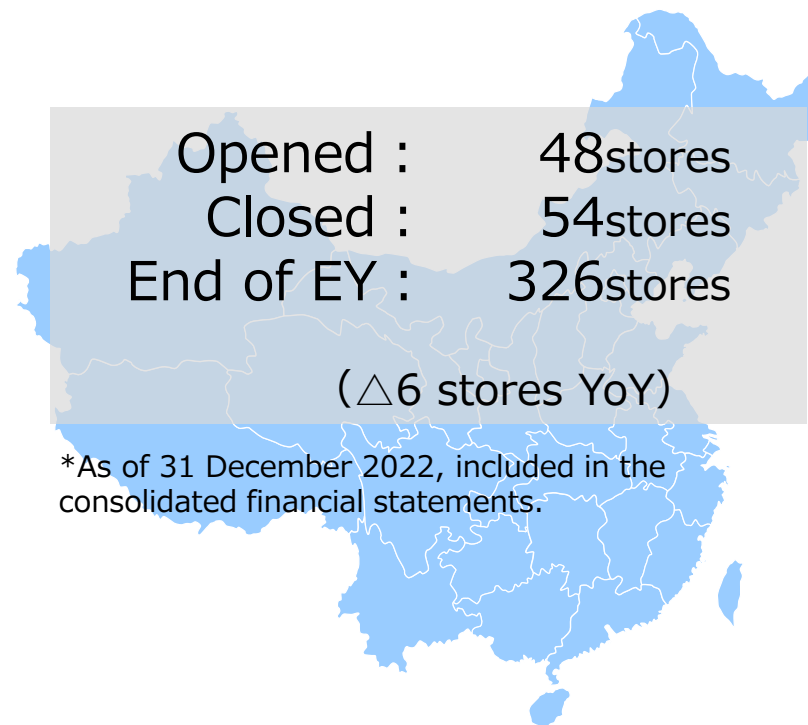 Opened : 48stores
Closed : 54stores
End of EY : 326stores
(△6 stores YoY)
*As of 31 December 2022, included in the
consolidated financial statements.